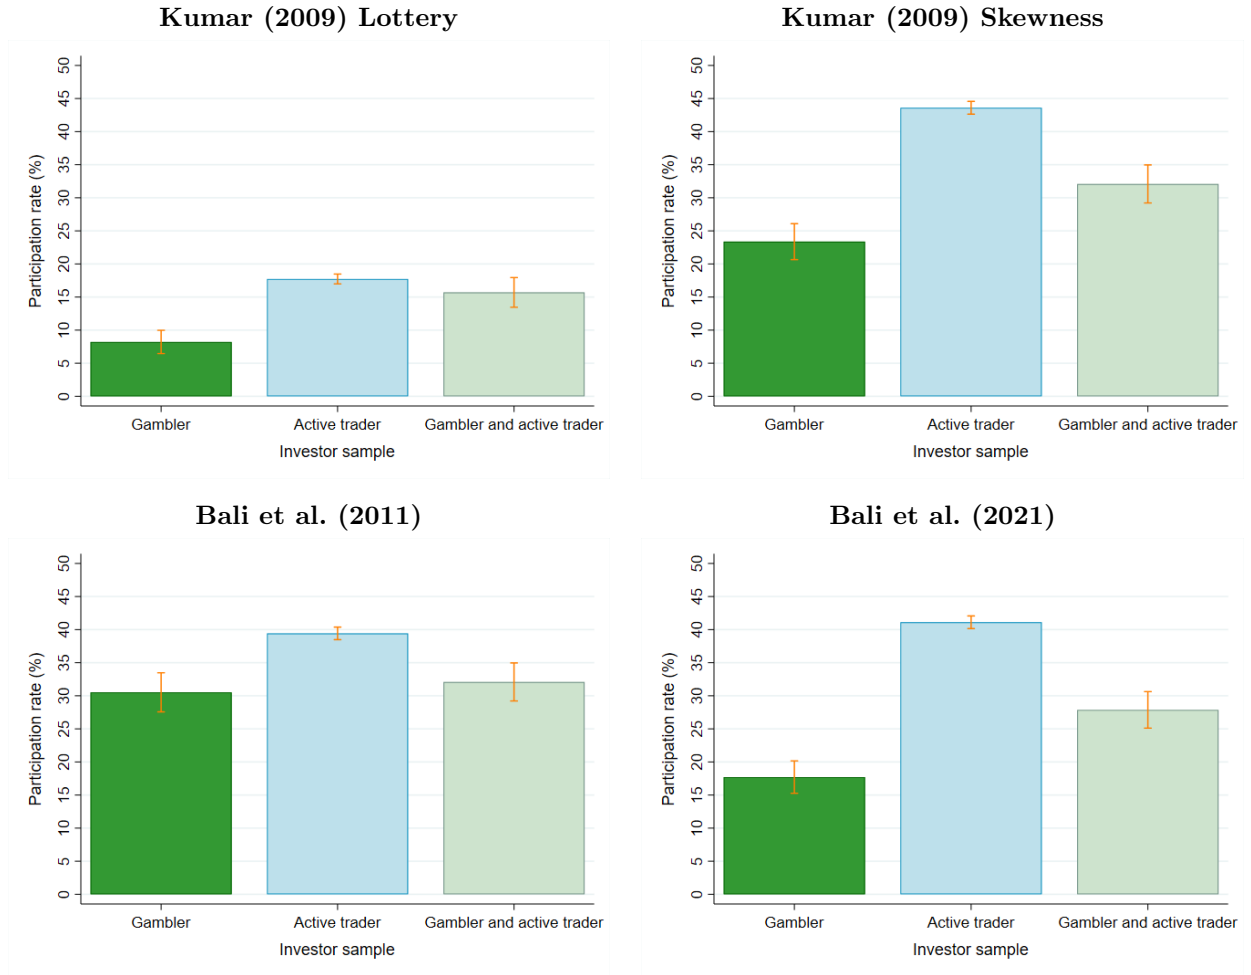 Kumar (2009) Lottery
Participation rate (%)
50
45
40
35
30
25
20
15
10
5
0
Gambler Active trader Gambler and active trader
Investor sample
Kumar (2009) Skewness
Participation rate (%)
50
45
40
35
30
25
20
15
10
5
0
Gambler Active trader Gambler and active trader
Investor sample
Bali et al. (2011)
Participation rate (%)
50
45
40
35
30
25
20
15
10
5
0
Gambler Active trader Gambler and active trader
Investor sample
Bali et al. (2021)
Participation rate (%)
50
45
40
35
30
25
20
15
10
5
0
Gambler Active trader Gambler and active trader
Investor sample